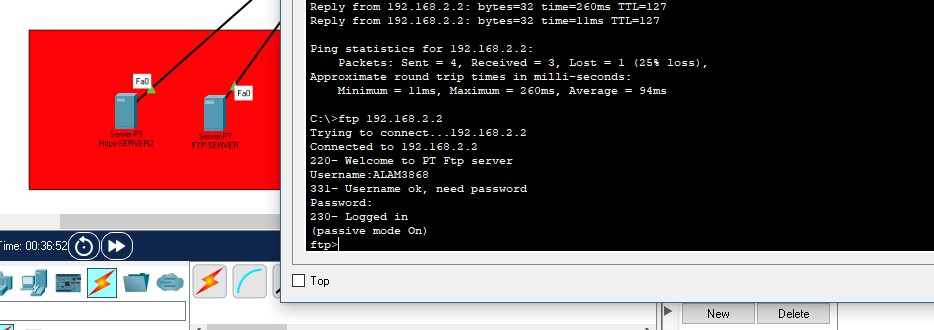 Reply from 192.168.2.2: bytes=32 time=260ms TTL=127
Reply from 192.168.2.2: bytes=32 time=11ms TTL=127
Ping statistics for 192.168.2.2:
Packets: Sent = 4, Received = 3, Lost = 1 (25% loss),
Approximate round trip times in milli-seconds:
Minimum = 11ms, Maximum = 260ms, Average = 94ms
C:\>ftp 192.168.2.2
Trying to connect...192.168.2.2
Connected to 192.168.2.2
220- Welcome to PT Ftp server
Username:ALAM3868
331- Username ok, need password
Password:
230- Logged in
(passive mode On)
ftp>
Fa0
Fa0
Server-PT
Https SERVER2
Server-PT
FTP SERVER
Time: 00:36:52
Top
New
Delete